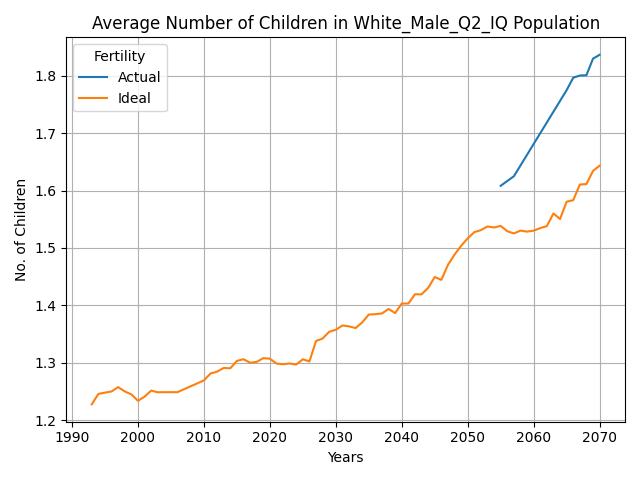 Average Number of Children in White_Male_Q2_IQ Population
Fertility
Actual
Ideal
No. of Children
1.8
1.7
1.6
1.5
1.4
1.3
1.2
1990 2000 2010 2020 2030 2040 2050 2060 2070
Years